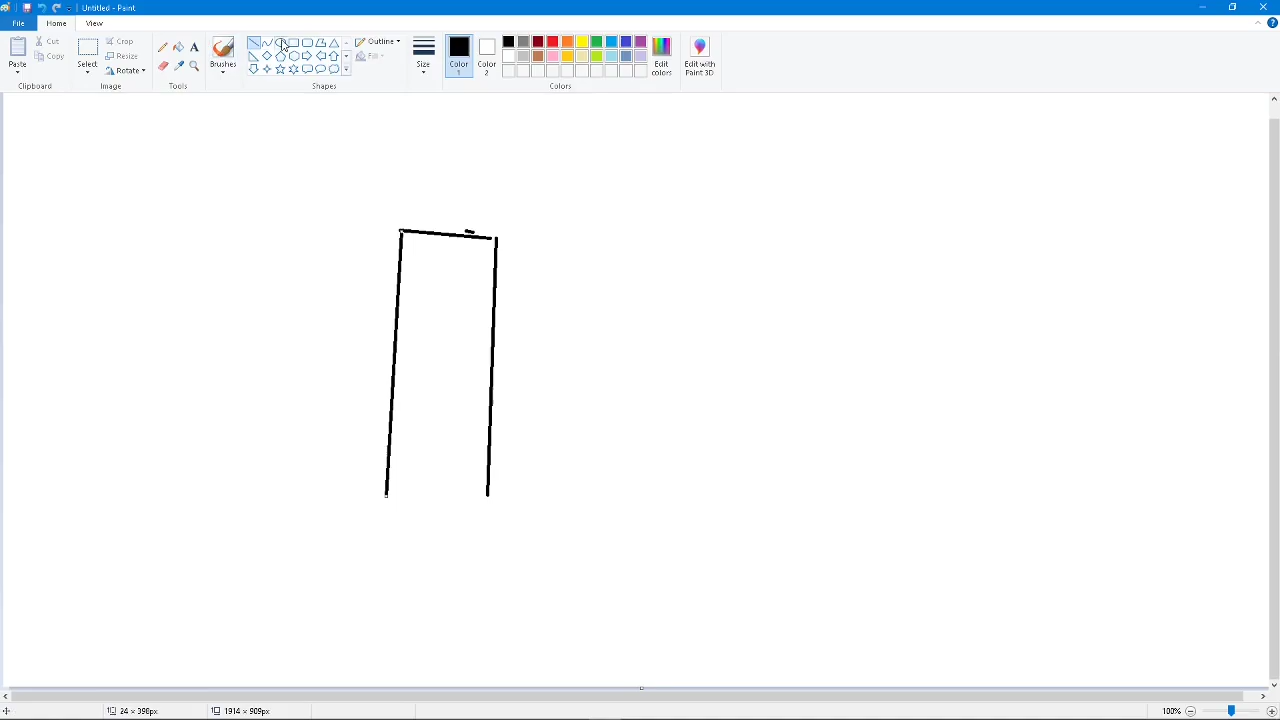 Untitled - Paint
File Home View
Paste Cut Copy
Clipboard
Select Crop Resize Rotate
Image
A
Tools
Brushes
Outline Fill
Shapes
Size
Color 1
Color 2
Edit colors
Colors
Edit with Paint 3D
24 × 398px 1914 × 909px 100%